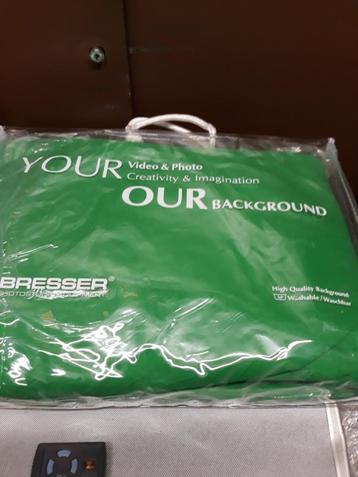 YOUR Video & Photo
Creativity & Imagination
OUR BACKGROUND
BRESSER®
High Quality Background
Washable / Waschbar